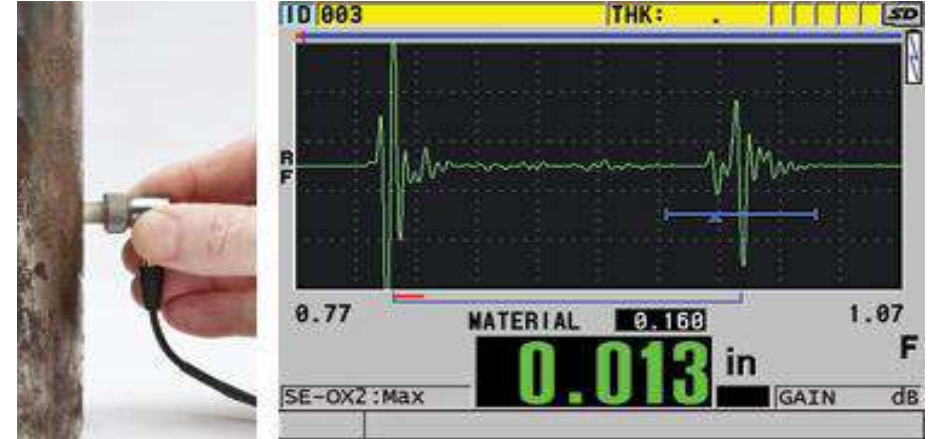 ID 003 THK: . SD
R
F
0.77 MATERIAL 0.160 1.07
0.013 in F
SE-OX2:Max GAIN dB